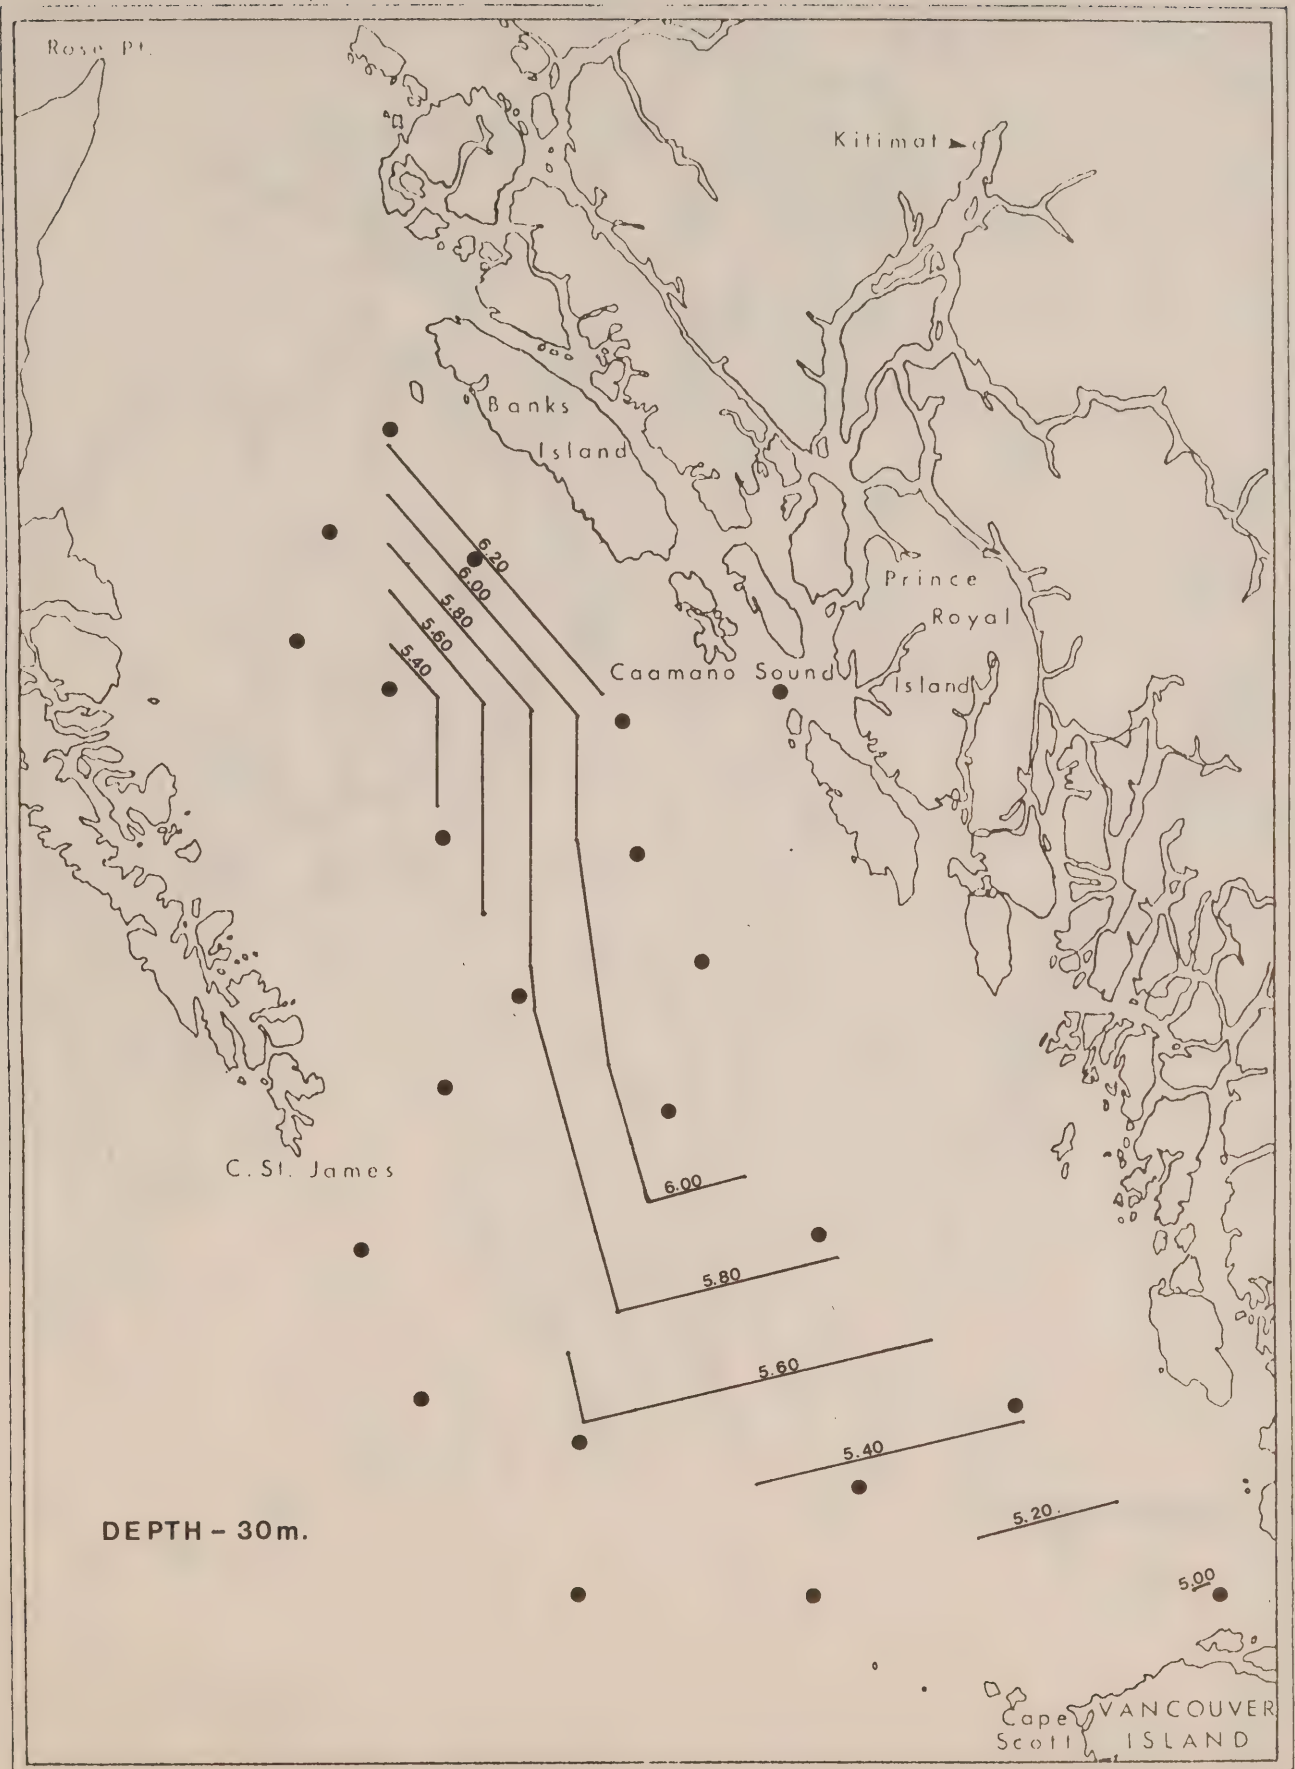 Rose Pt.
Kitimat
Banks
Island
6.20
6.00
5.80
5.60
5.40
Prince
Royal
Island
Caamano Sound
C. St. James
6.00
5.80
5.60
5.40
5.20
5.00
DEPTH – 30m.
Cape
Scott
VANCOUVER
ISLAND